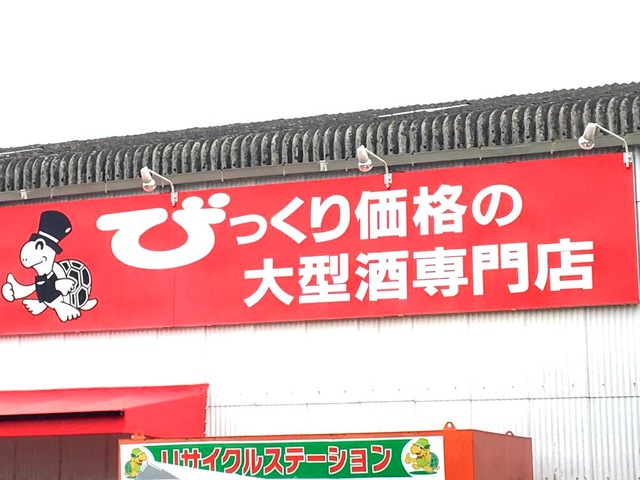 びっくり価格の
大型酒専門店
リサイクルステーション